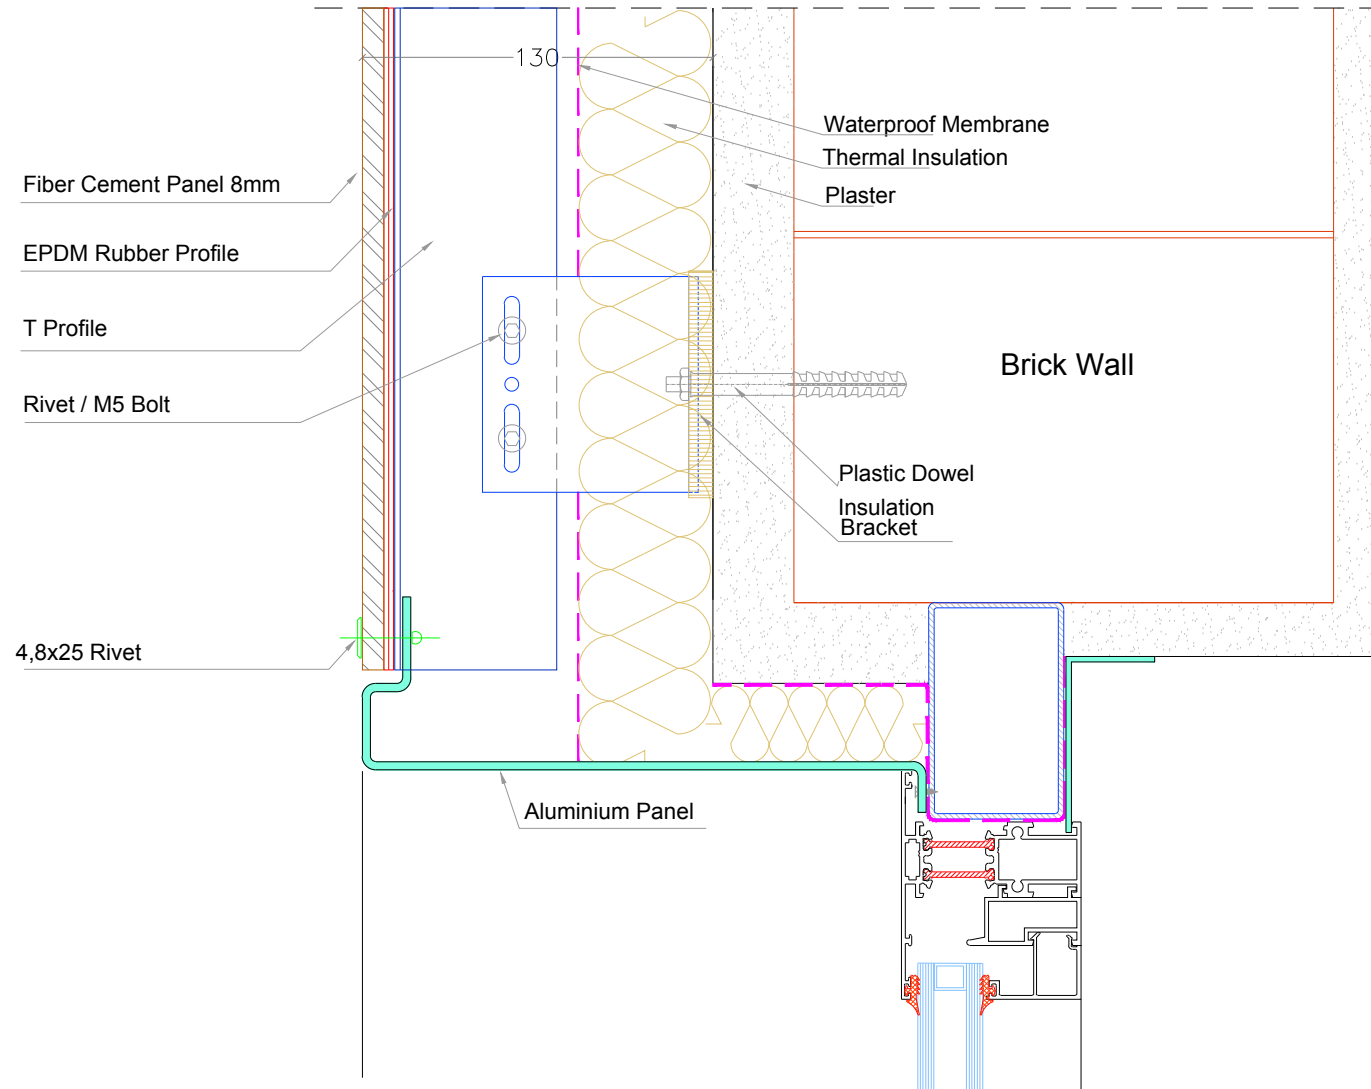 130
Waterproof Membrane
Thermal Insulation
Plaster
Fiber Cement Panel 8mm
EPDM Rubber Profile
T Profile
Rivet / M5 Bolt
Brick Wall
Plastic Dowel
Insulation
Bracket
4,8x25 Rivet
Aluminium Panel